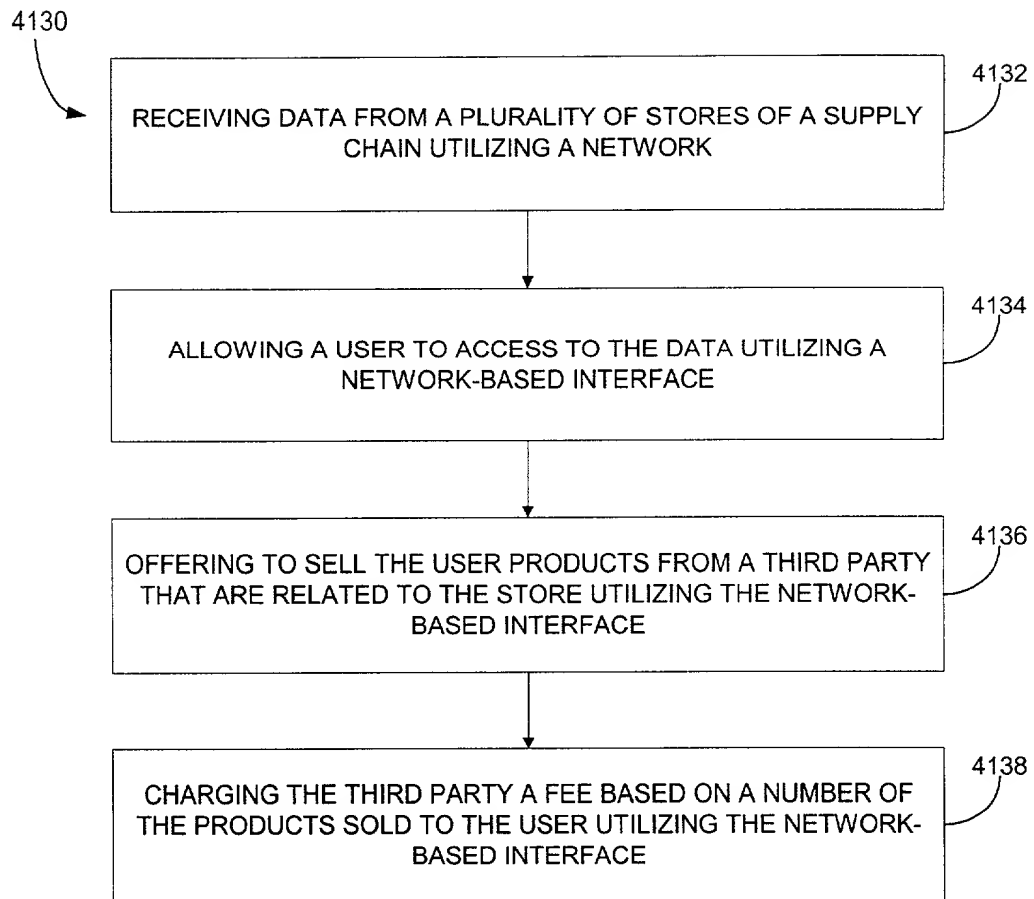 4130
4132
RECEIVING DATA FROM A PLURALITY OF STORES OF A SUPPLY
CHAIN UTILIZING A NETWORK
4134
ALLOWING A USER TO ACCESS TO THE DATA UTILIZING A
NETWORK-BASED INTERFACE
4136
OFFERING TO SELL THE USER PRODUCTS FROM A THIRD PARTY
THAT ARE RELATED TO THE STORE UTILIZING THE NETWORK-
BASED INTERFACE
4138
CHARGING THE THIRD PARTY A FEE BASED ON A NUMBER OF
THE PRODUCTS SOLD TO THE USER UTILIZING THE NETWORK-
BASED INTERFACE